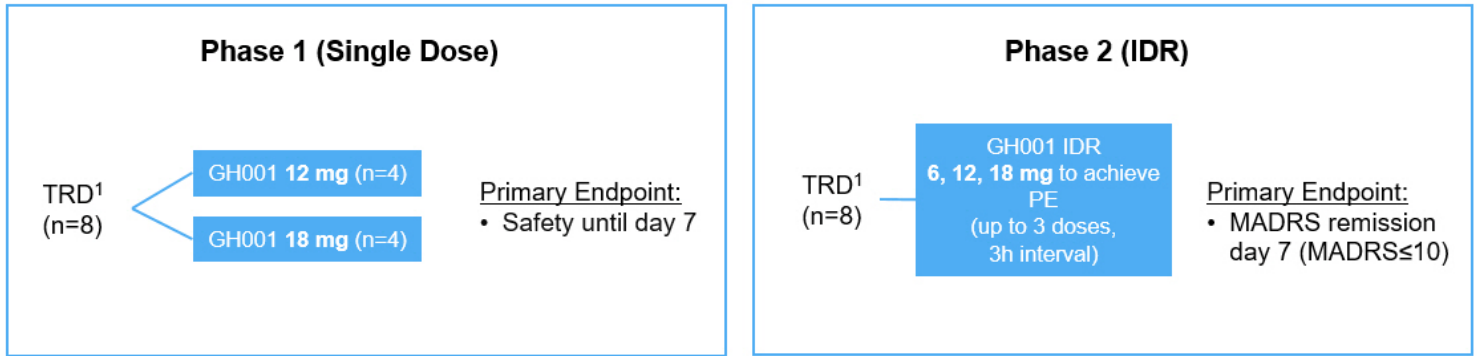 Phase 1 (Single Dose)
TRD¹
(n=8)
GH001 12 mg (n=4)
GH001 18 mg (n=4)
Primary Endpoint:
• Safety until day 7
Phase 2 (IDR)
TRD¹
(n=8)
GH001 IDR
6, 12, 18 mg to achieve
PE
(up to 3 doses,
3h interval)
Primary Endpoint:
• MADRS remission
day 7 (MADRS≤10)